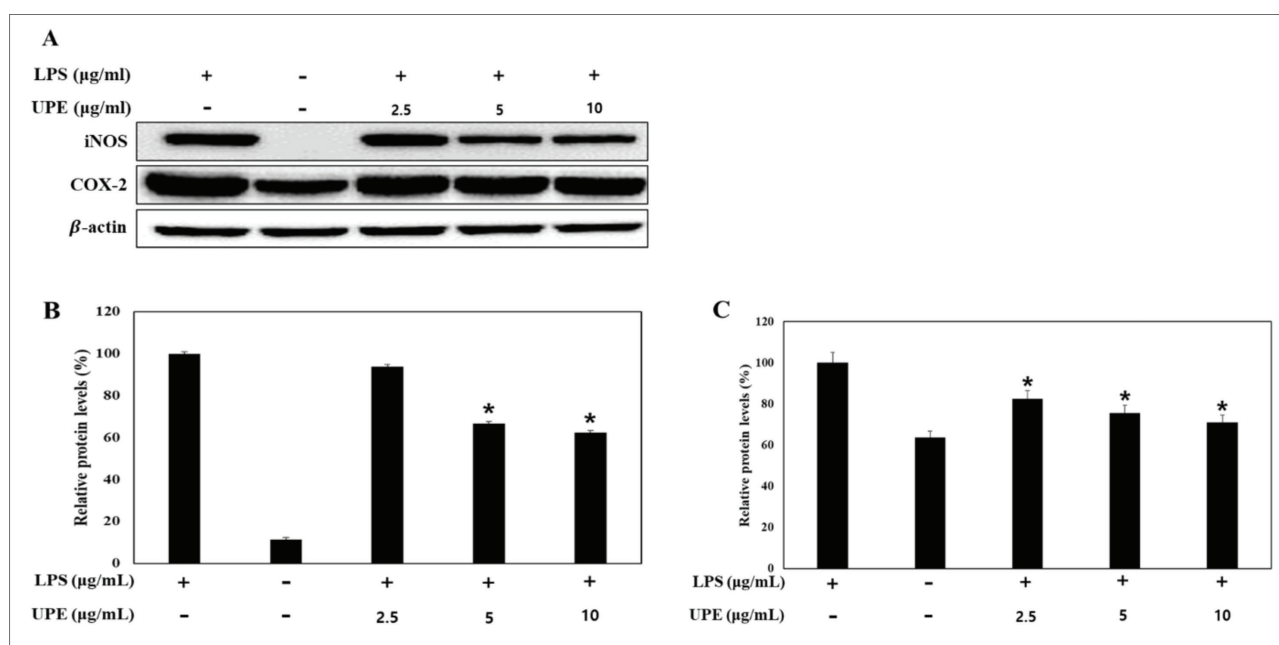 A
LPS (μg/ml) + - + + +
UPE (μg/ml) - - 2.5 5 10
iNOS
COX-2
β-actin
B
Relative protein levels (%)
120
100
80
60
40
20
0
* *
LPS (μg/mL) + - + + +
UPE (μg/mL) - - 2.5 5 10
C
Relative protein levels (%)
120
100
80
60
40
20
0
* * *
LPS (μg/mL) + - + + +
UPE (μg/mL) - - 2.5 5 10